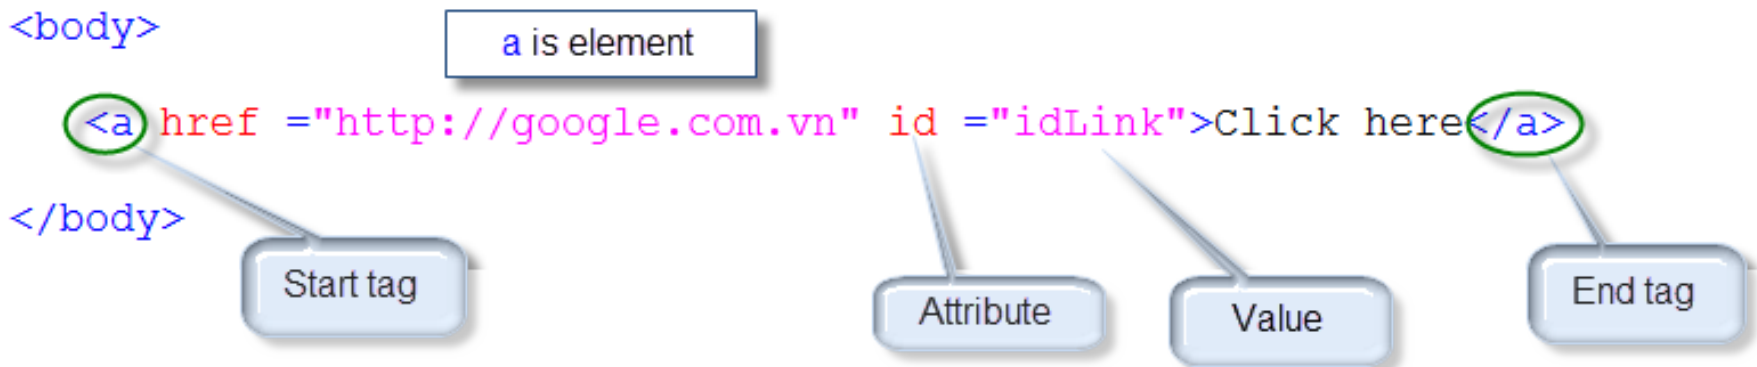 <body>
a is element
<a href ="http://google.com.vn" id ="idLink">Click here</a>
</body>
Start tag
Attribute
Value
End tag